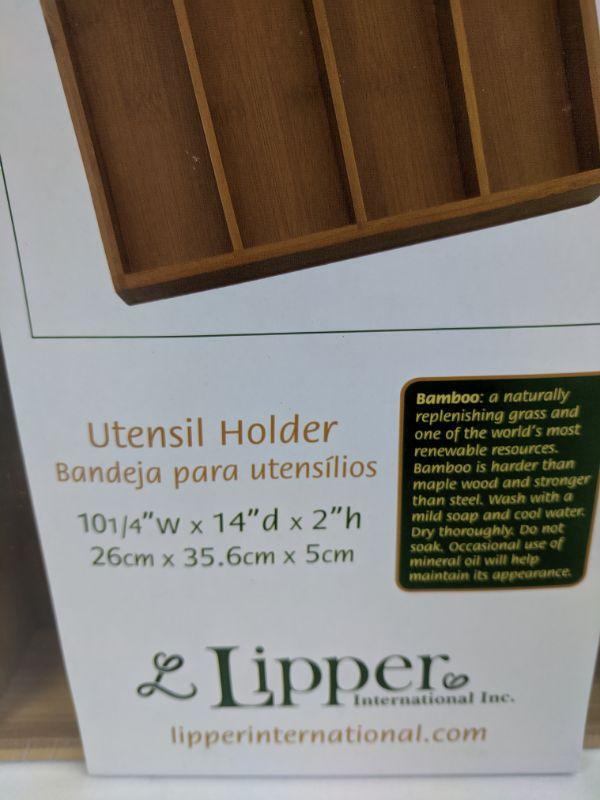 Utensil Holder
Bandeja para utensílios
10 1/4"w x 14"d x 2"h
26cm x 35.6cm x 5cm
Bamboo: a naturally
replenishing grass and
one of the world's most
renewable resources.
Bamboo is harder than
maple wood and stronger
than steel. Wash with a
mild soap and cool water.
Dry thoroughly. Do not
soak. Occasional use of
mineral oil will help
maintain its appearance.
L Lipper
International Inc.
lipperinternational.com